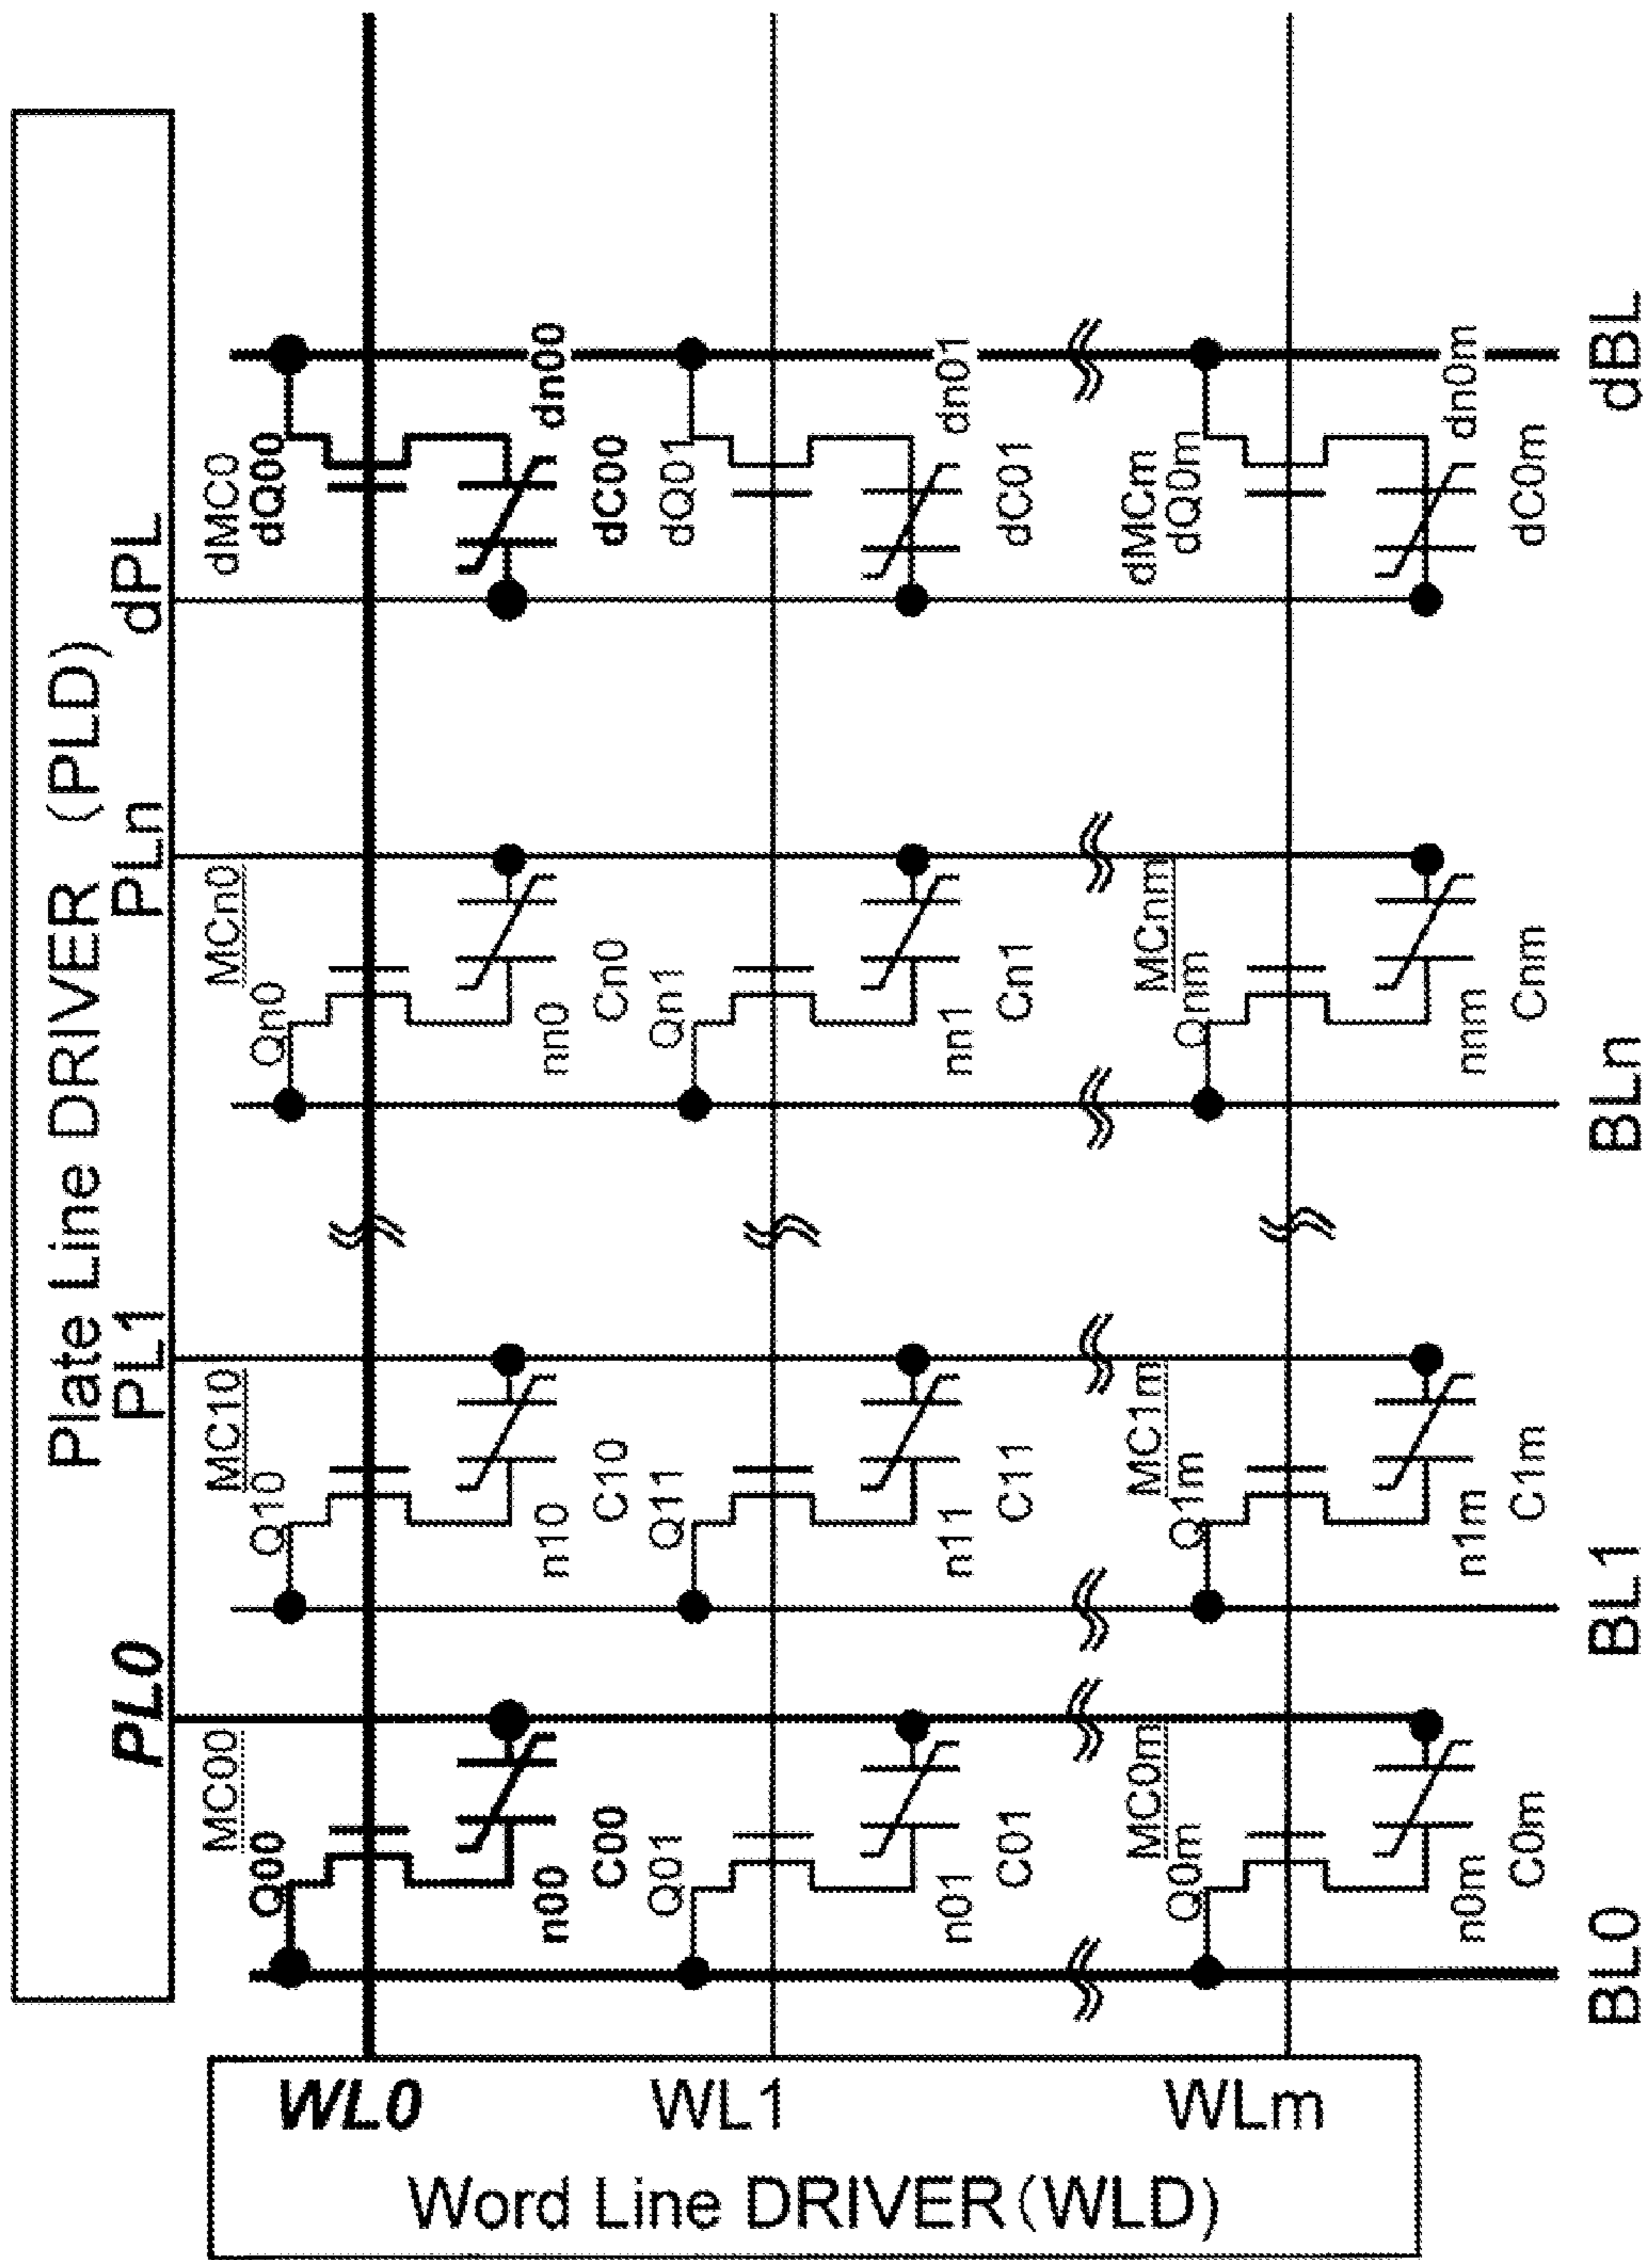 Plate Line DRIVER (PLD)
PL0
PL1
PLn
dPL
MC00
Q00
MC10
Q10
MCn0
Qn0
dMC0
dQ00
n00
C00
n10
C10
nn0
Cn0
dC00
dn00
Q01
Q11
Qn1
dQ01
n01
C01
n11
C11
nn1
Cn1
dC01
dn01
MC0m
Q0m
MC1m
Q1m
MCnm
Qnm
dMCm
dQ0m
n0m
C0m
n1m
C1m
nnm
Cnm
dC0m
dn0m
BL0
BL1
BLn
dBL
WL0
WL1
WLm
Word Line DRIVER(WLD)